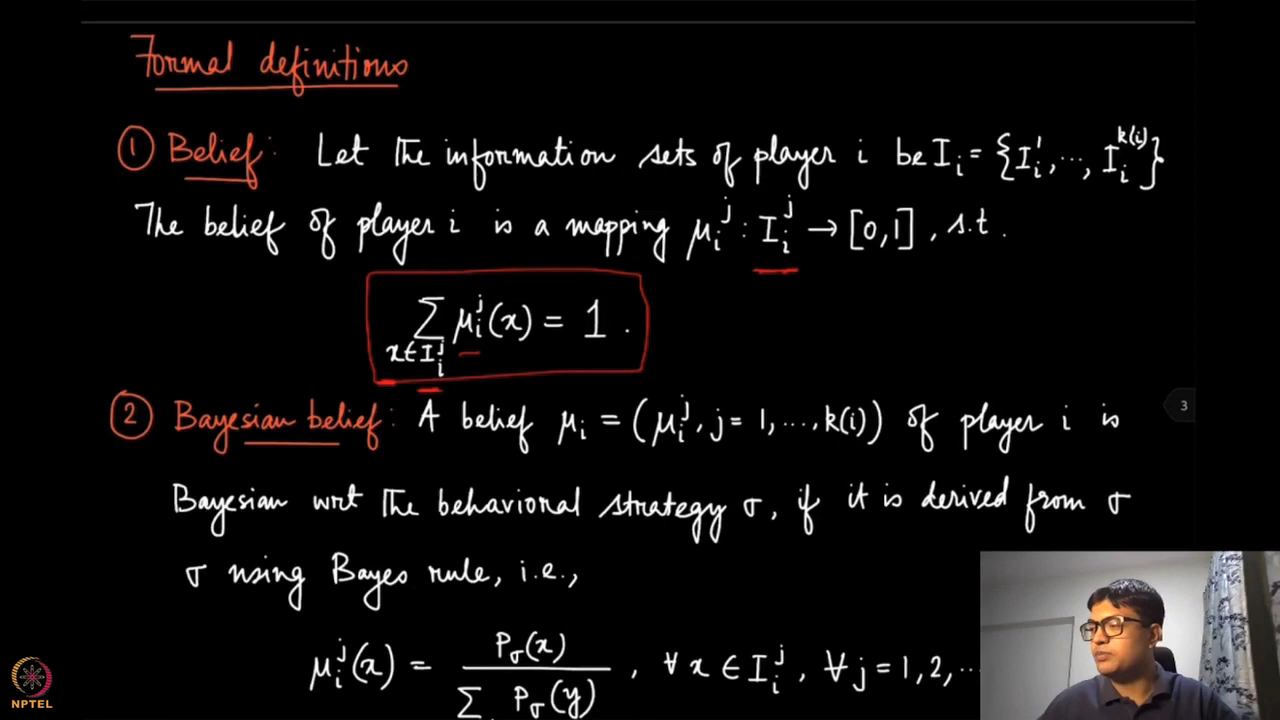 Formal definitions
① Belief: Let the information sets of player i be I_i = {I_i^1, ..., I_i^{k(i)}}
The belief of player i is a mapping μ_i^j : I_i^j → [0,1], s.t.
∑_{x∈I_i^j} μ_i^j(x) = 1.
② Bayesian belief: A belief μ_i = (μ_i^j, j=1,...,k(i)) of player i is
Bayesian wrt the behavioral strategy σ, if it is derived from σ
σ using Bayes rule, i.e.,
μ_i^j(x) = P_σ(x) / ∑ P_σ(y), ∀ x ∈ I_i^j, ∀ j = 1, 2, ..
3
NPTEL